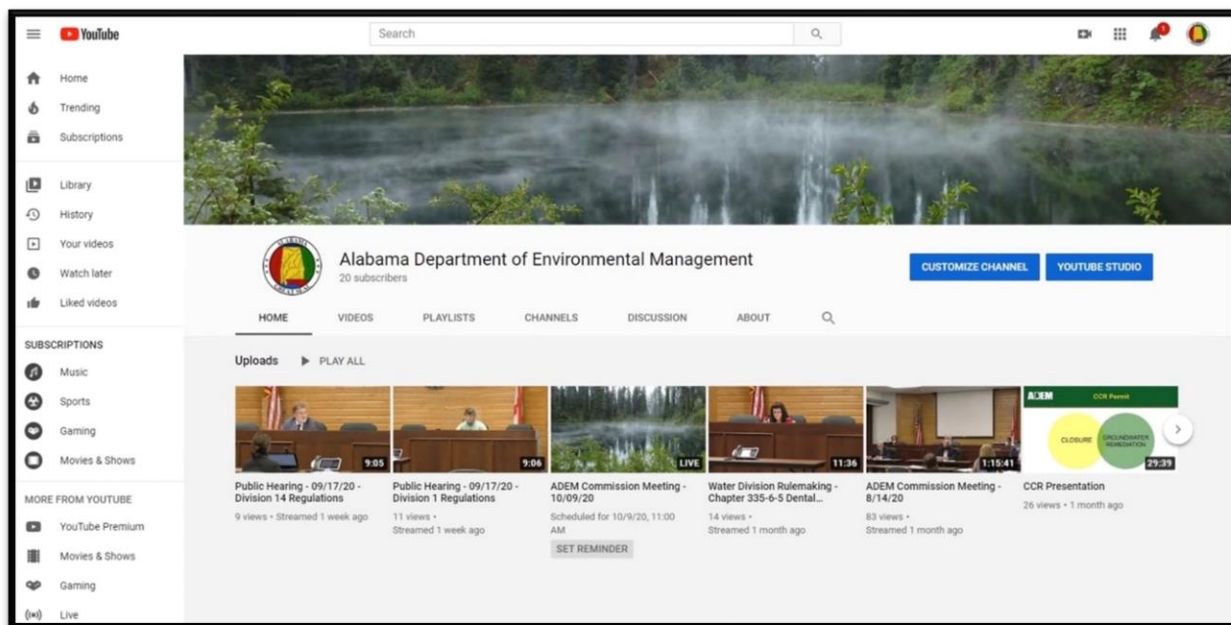 YouTube
Search
1
Home
Trending
Subscriptions
Library
History
Your videos
Watch later
Liked videos
SUBSCRIPTIONS
Music
Sports
Gaming
Movies & Shows
MORE FROM YOUTUBE
YouTube Premium
Movies & Shows
Gaming
Live
ALABAMA
GREAT SEAL
Alabama Department of Environmental Management
20 subscribers
CUSTOMIZE CHANNEL
YOUTUBE STUDIO
HOME VIDEOS PLAYLISTS CHANNELS DISCUSSION ABOUT
Uploads PLAY ALL
9:05
Public Hearing - 09/17/20 -
Division 14 Regulations
9 views • Streamed 1 week ago
9:06
Public Hearing - 09/17/20 -
Division 1 Regulations
11 views •
Streamed 1 week ago
LIVE
ADEM Commission Meeting -
10/09/20
Scheduled for 10/9/20, 11:00
AM
SET REMINDER
11:36
Water Division Rulemaking -
Chapter 335-6-5 Dental...
14 views •
Streamed 1 month ago
1:15:41
ADEM Commission Meeting -
8/14/20
83 views •
Streamed 1 month ago
ADEM
CCR Permit
CLOSURE
GROUNDWATER
REMEDIATION
29:39
CCR Presentation
26 views • 1 month ago